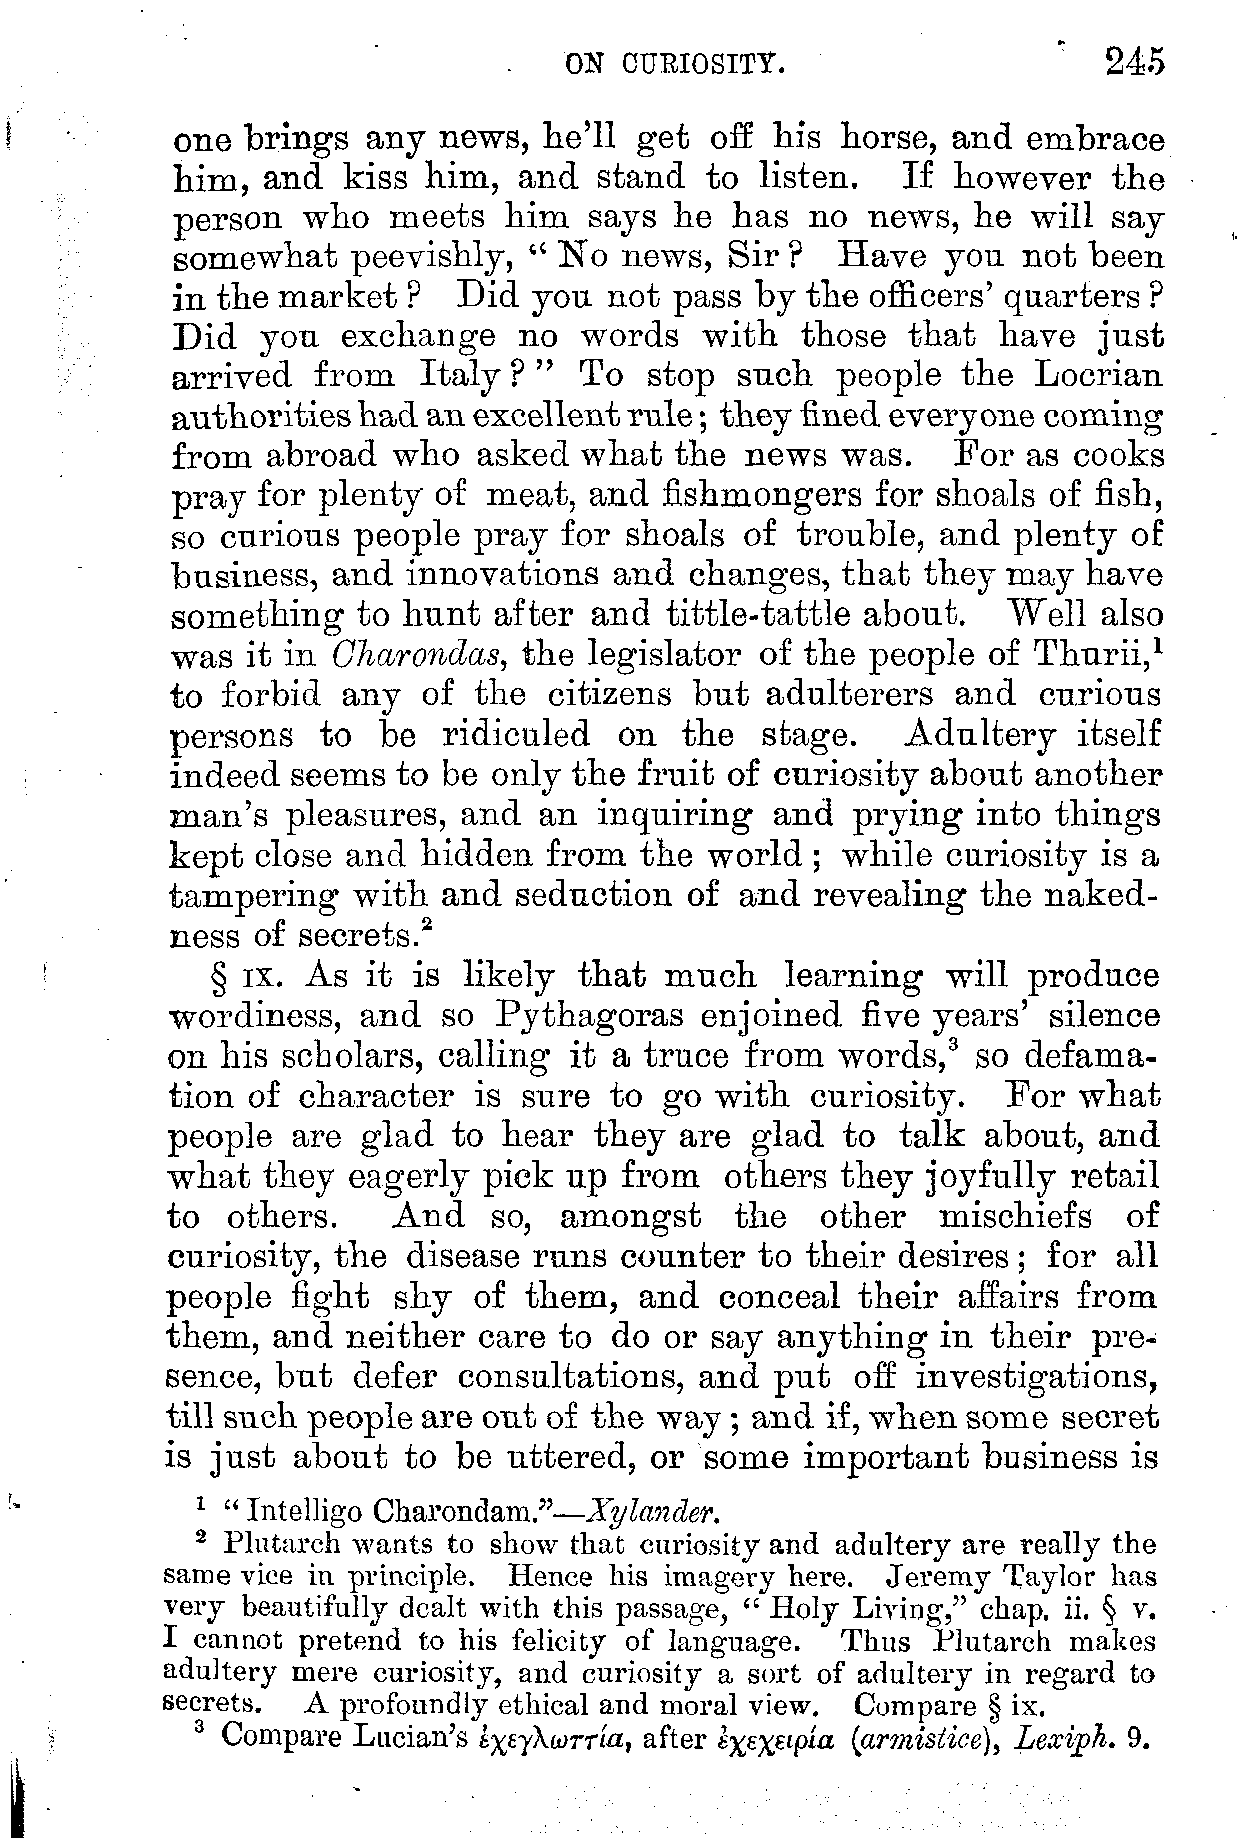 ON CURIOSITY. 245
one brings any news, he'll get off his horse, and embrace
him, and kiss him, and stand to listen. If however the
person who meets him says he has no news, he will say
somewhat peevishly, “ No news, Sir ? Have you not been
in the market ? Did you not pass by the officers' quarters ?
Did you exchange no words with those that have just
arrived from Italy ? ” To stop such people the Locrian
authorities had an excellent rule ; they fined everyone coming
from abroad who asked what the news was. For as cooks
pray for plenty of meat, and fishmongers for shoals of fish,
so curious people pray for shoals of trouble, and plenty of
business, and innovations and changes, that they may have
something to hunt after and tittle-tattle about. Well also
was it in Charondas, the legislator of the people of Thurii,¹
to forbid any of the citizens but adulterers and curious
persons to be ridiculed on the stage. Adultery itself
indeed seems to be only the fruit of curiosity about another
man's pleasures, and an inquiring and prying into things
kept close and hidden from the world ; while curiosity is a
tampering with and seduction of and revealing the naked-
ness of secrets.²
§ IX. As it is likely that much learning will produce
wordiness, and so Pythagoras enjoined five years' silence
on his scholars, calling it a truce from words,³ so defama-
tion of character is sure to go with curiosity. For what
people are glad to hear they are glad to talk about, and
what they eagerly pick up from others they joyfully retail
to others. And so, amongst the other mischiefs of
curiosity, the disease runs counter to their desires ; for all
people fight shy of them, and conceal their affairs from
them, and neither care to do or say anything in their pre-
sence, but defer consultations, and put off investigations,
till such people are out of the way ; and if, when some secret
is just about to be uttered, or some important business is
¹ “ Intelligo Charondam.”—Xylander.
² Plutarch wants to show that curiosity and adultery are really the
same vice in principle. Hence his imagery here. Jeremy Taylor has
very beautifully dealt with this passage, “ Holy Living,” chap. ii. § v.
I cannot pretend to his felicity of language. Thus Plutarch makes
adultery mere curiosity, and curiosity a sort of adultery in regard to
secrets. A profoundly ethical and moral view. Compare § ix.
³ Compare Lucian's ἐχεγλωττία, after ἐχεχειρία (armistice), Lexiph. 9.